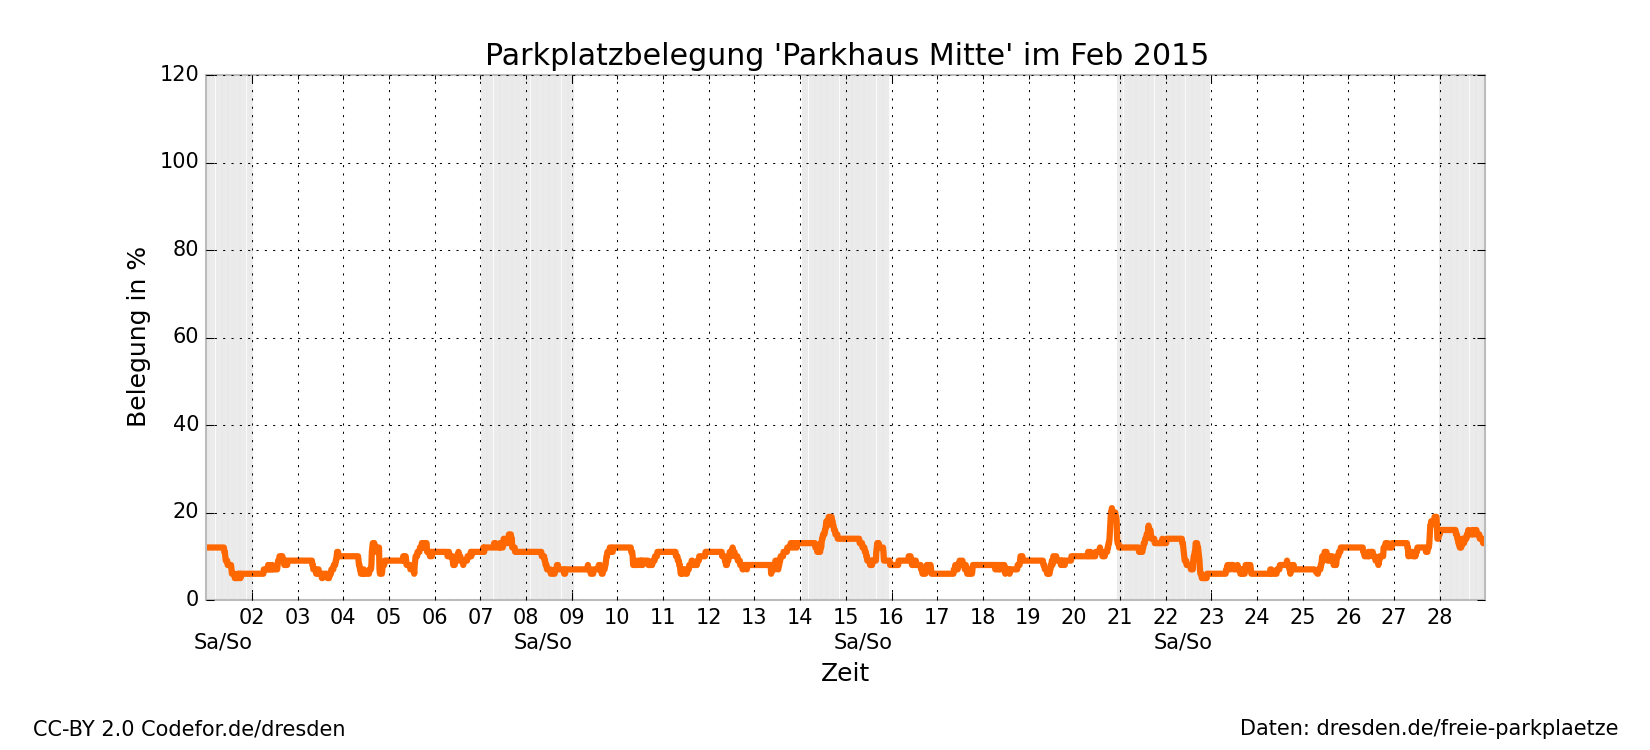 Parkplatzbelegung 'Parkhaus Mitte' im Feb 2015
120
100
80
60
40
20
0
Belegung in %
02 03 04 05 06 07 08 09 10 11 12 13 14 15 16 17 18 19 20 21 22 23 24 25 26 27 28
Sa/So Sa/So Sa/So Sa/So
Zeit
CC-BY 2.0 Codefor.de/dresden
Daten: dresden.de/freie-parkplaetze